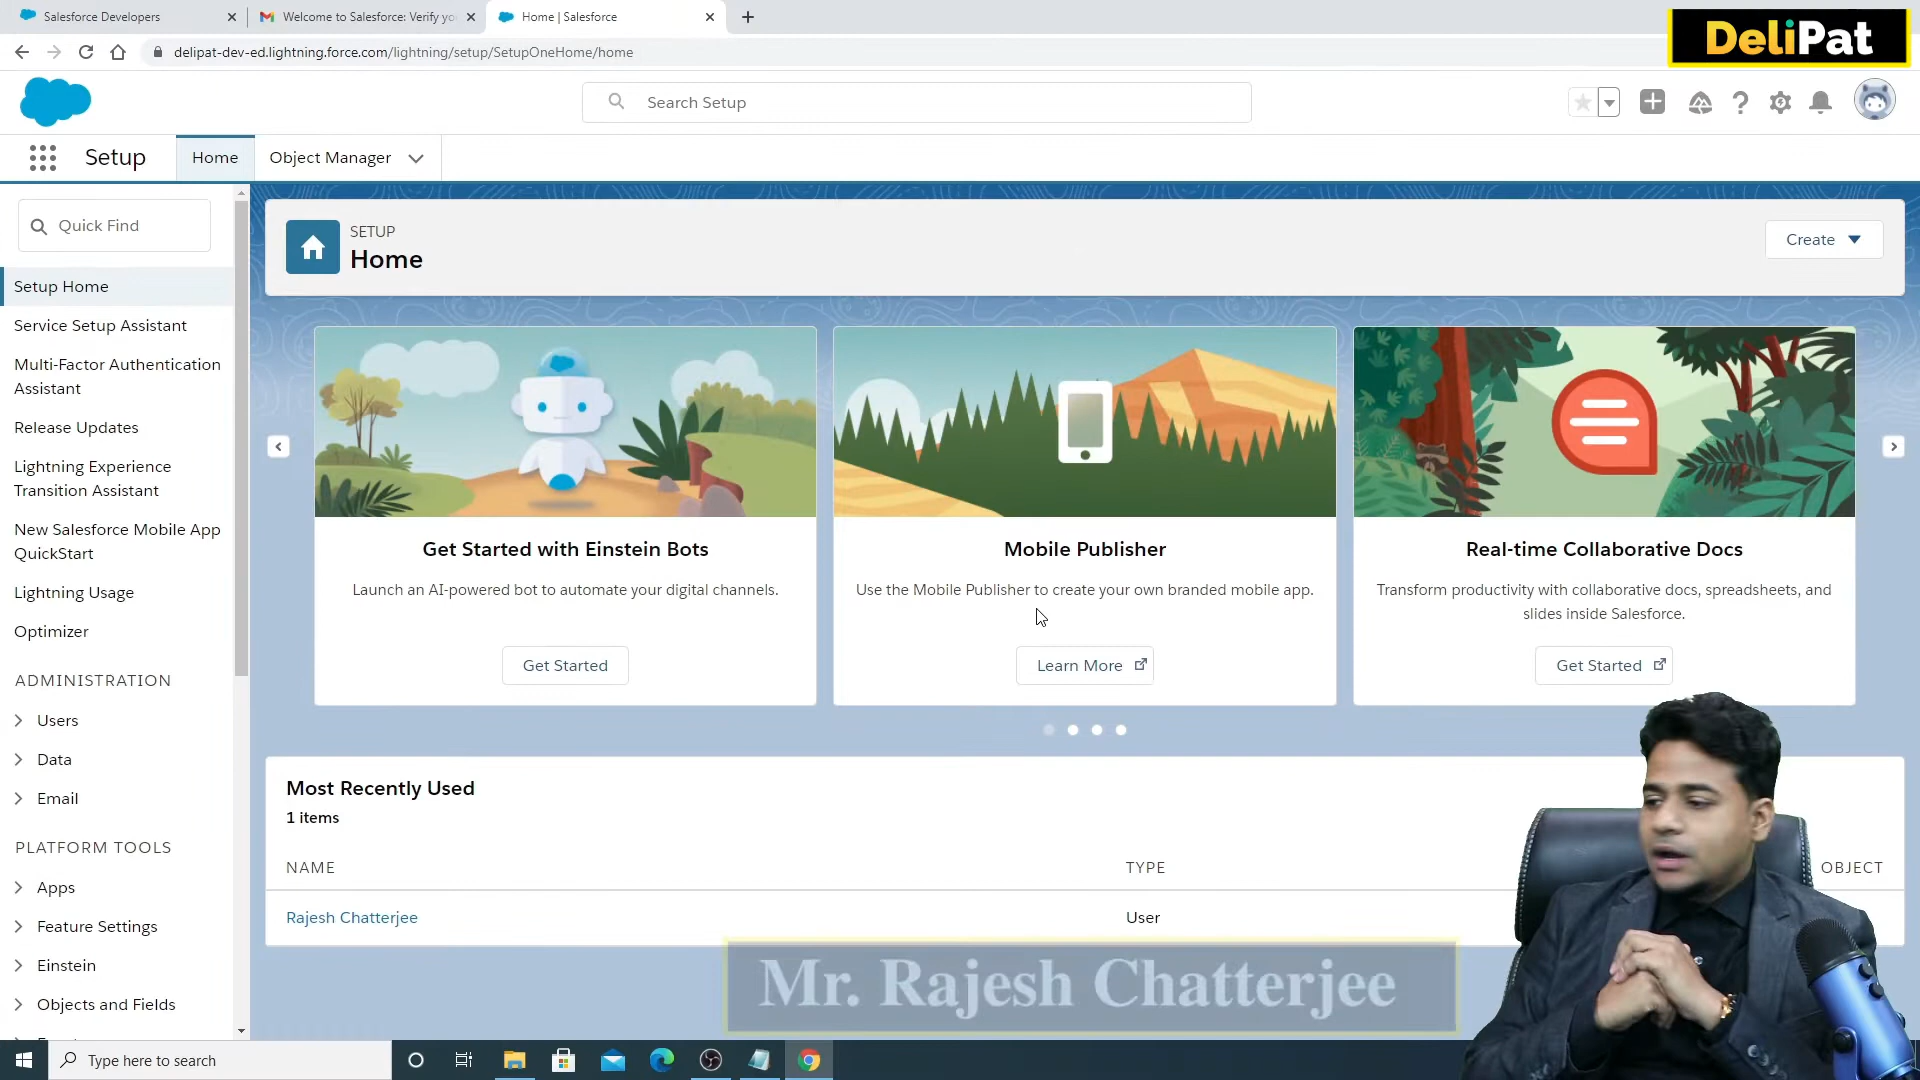 Salesforce Developers
Welcome to Salesforce: Verify yo
Home | Salesforce
delipat-dev-ed.lightning.force.com/lightning/setup/SetupOneHome/home
DeliPat
Search Setup
Setup
Home
Object Manager
Quick Find
Setup Home
Service Setup Assistant
Multi-Factor Authentication
Assistant
Release Updates
Lightning Experience
Transition Assistant
New Salesforce Mobile App
QuickStart
Lightning Usage
Optimizer
ADMINISTRATION
Users
Data
Email
PLATFORM TOOLS
Apps
Feature Settings
Einstein
Objects and Fields
SETUP
Home
Create
Get Started with Einstein Bots
Launch an AI-powered bot to automate your digital channels.
Get Started
Mobile Publisher
Use the Mobile Publisher to create your own branded mobile app.
Learn More
Real-time Collaborative Docs
Transform productivity with collaborative docs, spreadsheets, and
slides inside Salesforce.
Get Started
Most Recently Used
1 items
NAME
TYPE
OBJECT
Rajesh Chatterjee
User
Mr. Rajesh Chatterjee
Type here to search